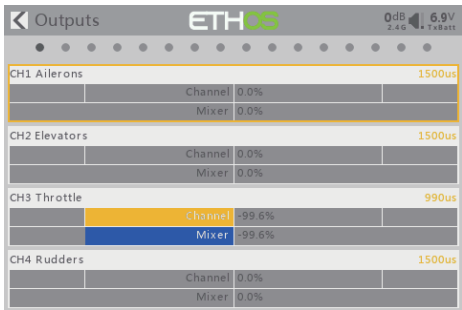 Outputs ETHOS 0dB 2.4G 6.9V TxBatt
CH1 Ailerons 1500us
Channel 0.0%
Mixer 0.0%
CH2 Elevators 1500us
Channel 0.0%
Mixer 0.0%
CH3 Throttle 990us
Channel -99.6%
Mixer -99.6%
CH4 Rudders 1500us
Channel 0.0%
Mixer 0.0%